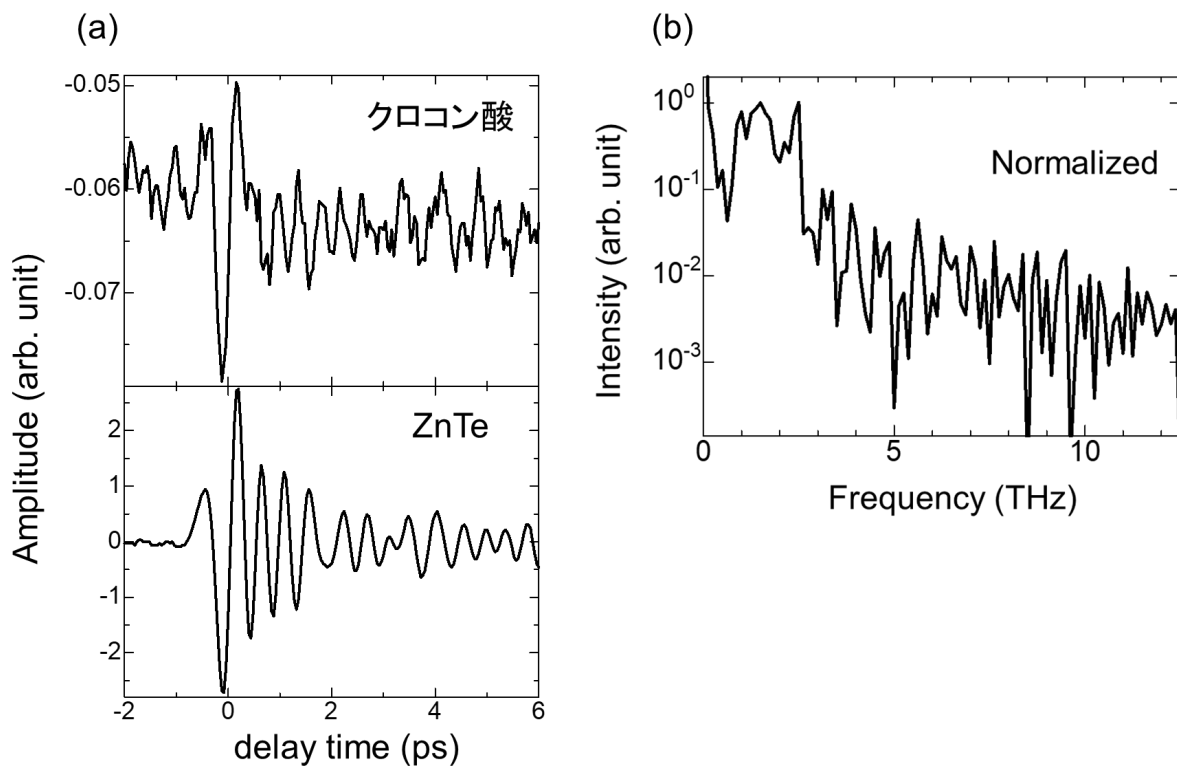 (a)
-0.05
クロコン酸
-0.06
-0.07
Amplitude (arb. unit)
ZnTe
2
1
0
-1
-2
-2 0 2 4 6
delay time (ps)
(b)
10^0
Normalized
10^-1
10^-2
10^-3
Intensity (arb. unit)
0 5 10
Frequency (THz)